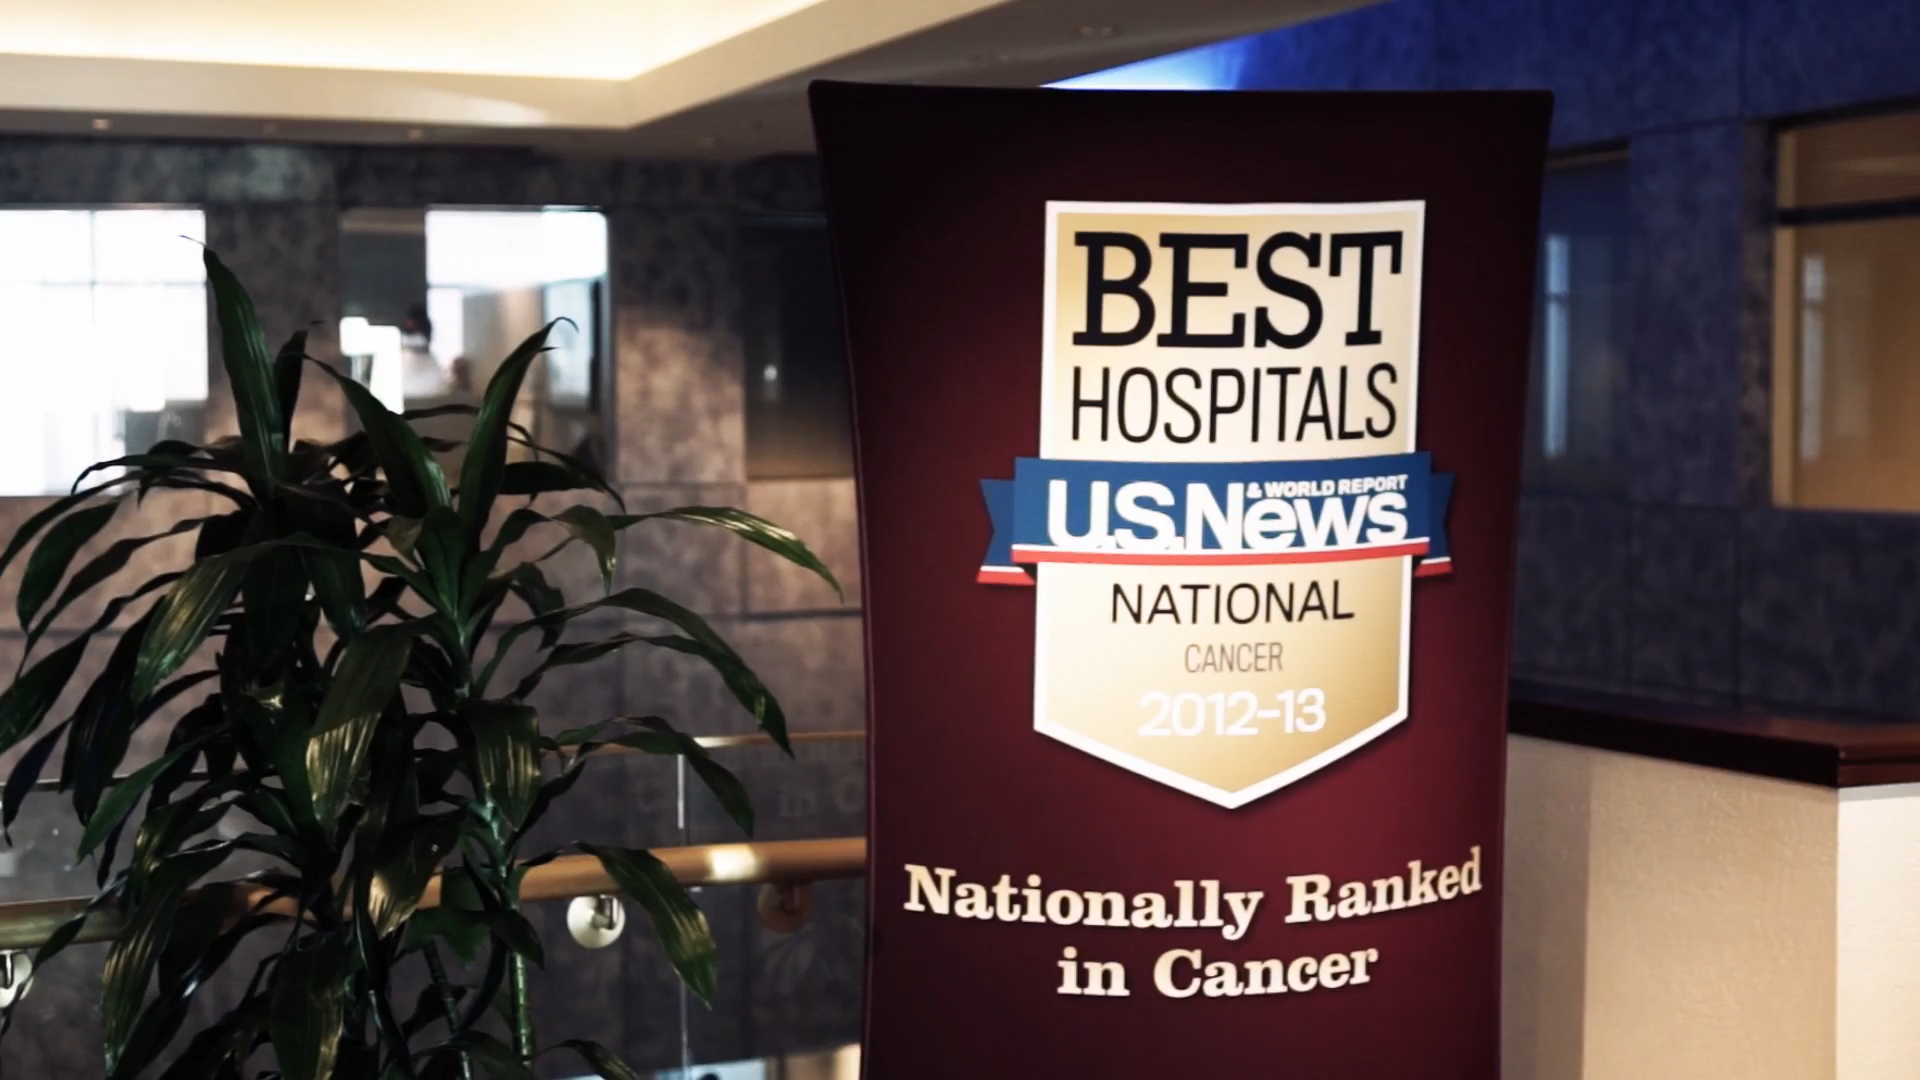 BEST
HOSPITALS
U.S.News & WORLD REPORT
NATIONAL
CANCER
2012-13
Nationally Ranked
in Cancer